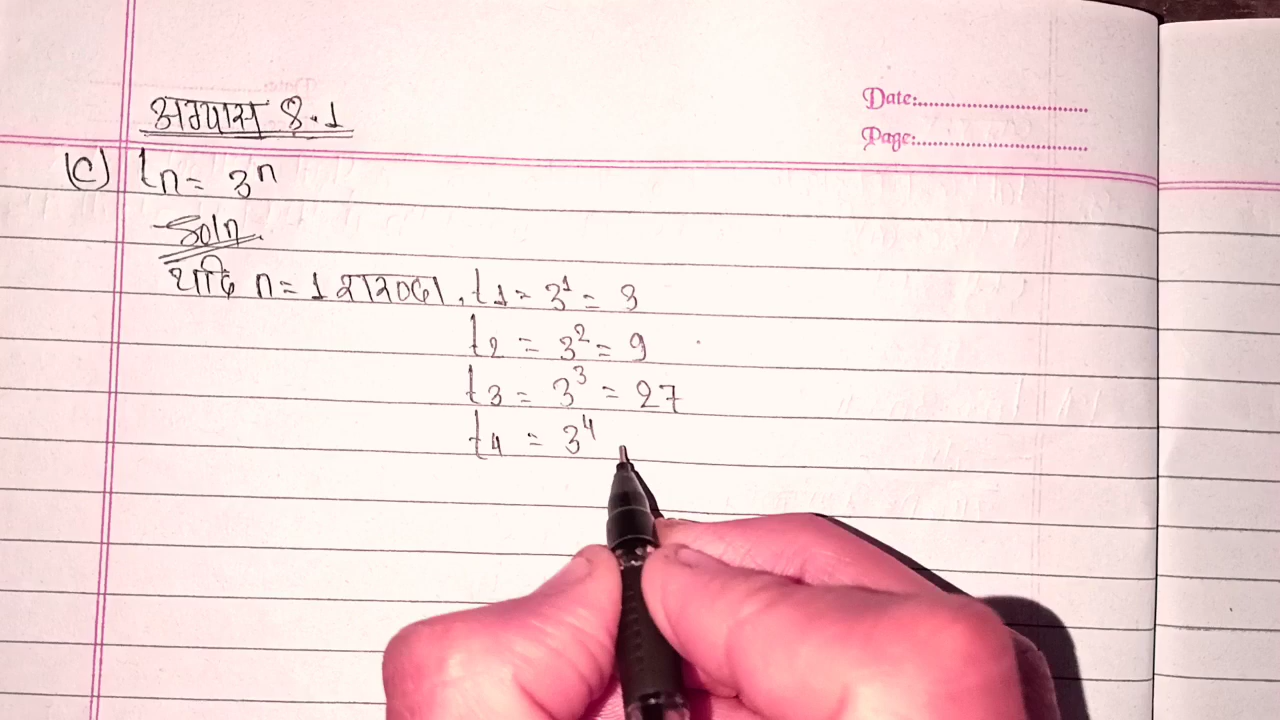 अभ्यास 8.1
Date:
Page:
(c) tn = 3ⁿ
Soln
यदि n = 1 राखदा, t1 = 3¹ = 3
t2 = 3² = 9
t3 = 3³ = 27
t4 = 3⁴